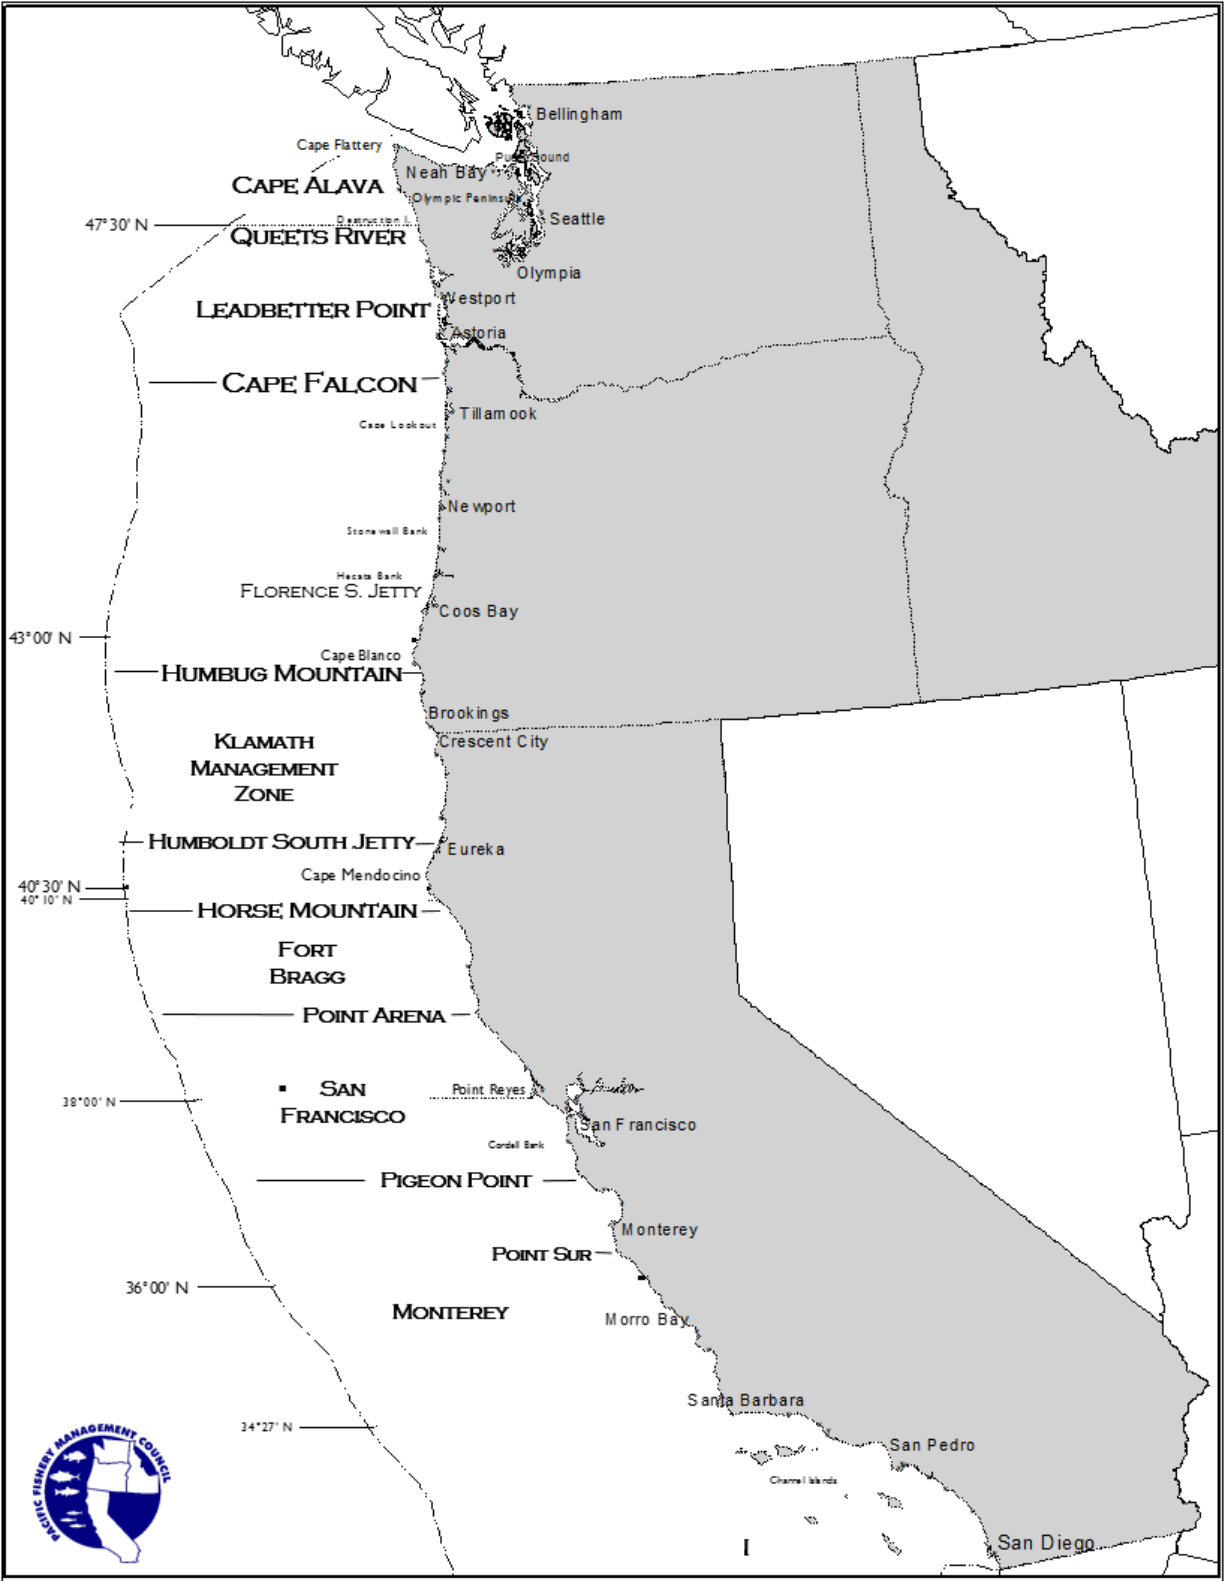 Bellingham
Cape Flattery
Puget Sound
Neah Bay
CAPE ALAVA
Olympic Peninsula
47°30' N
Destruction I.
Seattle
QUEETS RIVER
Olympia
Westport
LEADBETTER POINT
Astoria
CAPE FALCON
Tillamook
Cape Lookout
Newport
Stonewall Bank
Hecata Bank
FLORENCE S. JETTY
Coos Bay
43°00' N
Cape Blanco
HUMBUG MOUNTAIN
Brookings
Crescent City
KLAMATH
MANAGEMENT
ZONE
HUMBOLDT SOUTH JETTY
Eureka
Cape Mendocino
40°30' N
40°10' N
HORSE MOUNTAIN
FORT
BRAGG
POINT ARENA
SAN
FRANCISCO
Point Reyes
38°00' N
San Francisco
Cordell Bank
PIGEON POINT
Monterey
POINT SUR
36°00' N
MONTEREY
Morro Bay
Santa Barbara
34°27' N
San Pedro
Channel Islands
San Diego
I
PACIFIC FISHERY MANAGEMENT COUNCIL